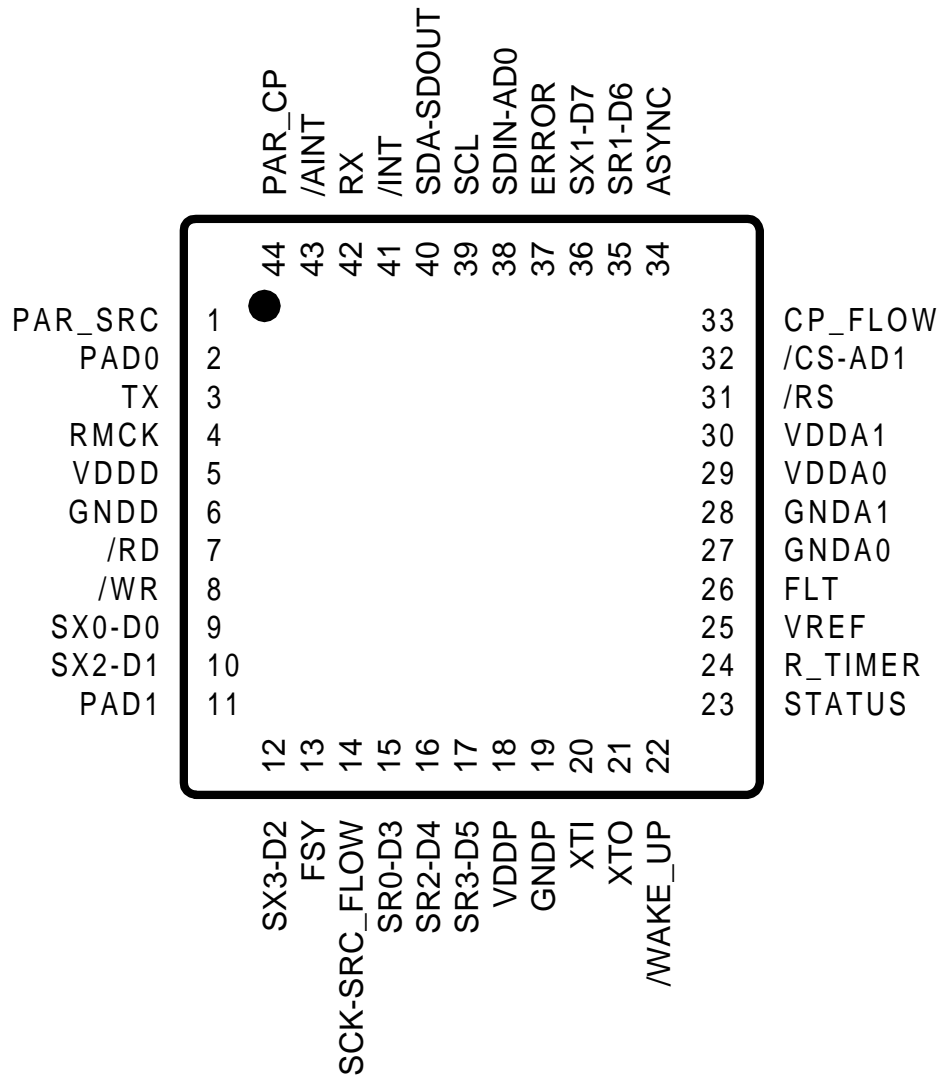 PAR_CP
/AINT
RX
/INT
SDA-SDOUT
SCL
SDIN-AD0
ERROR
SX1-D7
SR1-D6
ASYNC
44
43
42
41
40
39
38
37
36
35
34
PAR_SRC 1
PAD0 2
TX 3
RMCK 4
VDDD 5
GNDD 6
/RD 7
/WR 8
SX0-D0 9
SX2-D1 10
PAD1 11
33 CP_FLOW
32 /CS-AD1
31 /RS
30 VDDA1
29 VDDA0
28 GNDA1
27 GNDA0
26 FLT
25 VREF
24 R_TIMER
23 STATUS
12
13
14
15
16
17
18
19
20
21
22
SX3-D2
FSY
SCK-SRC_FLOW
SR0-D3
SR2-D4
SR3-D5
VDDP
GNDP
XTI
XTO
/WAKE_UP